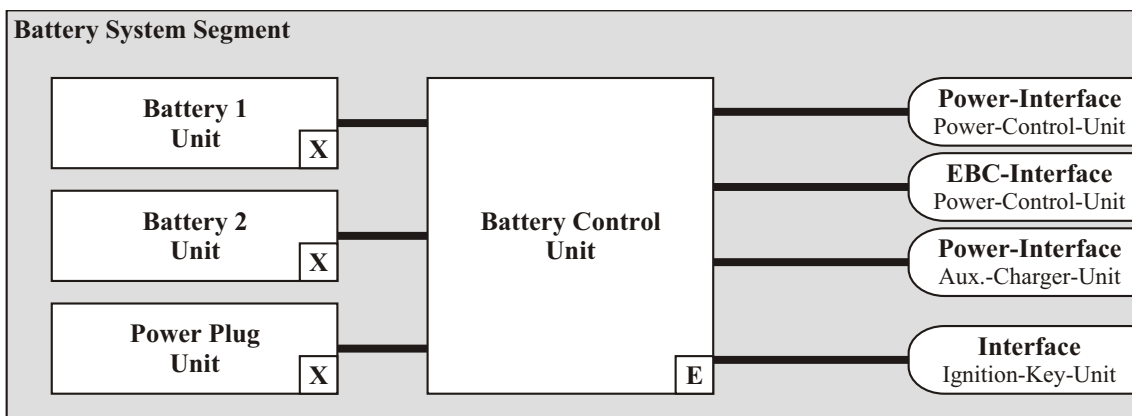 Battery System Segment
Battery 1
Unit
X
Battery 2
Unit
X
Power Plug
Unit
X
Battery Control
Unit
E
Power-Interface
Power-Control-Unit
EBC-Interface
Power-Control-Unit
Power-Interface
Aux.-Charger-Unit
Interface
Ignition-Key-Unit